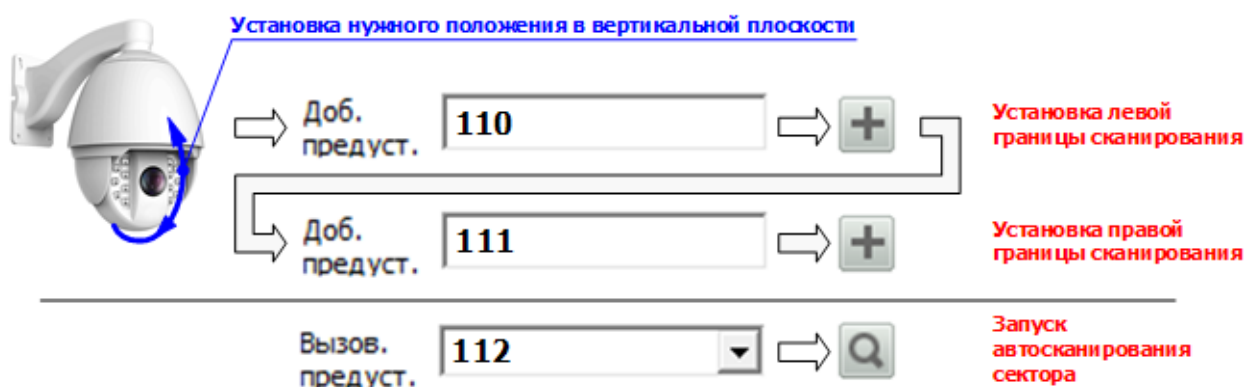 Установка нужного положения в вертикальной плоскости
Доб.
предуст.
110
Установка левой
границы сканирования
Доб.
предуст.
111
Установка правой
границы сканирования
Вызов.
предуст.
112
Запуск
автосканирования
сектора